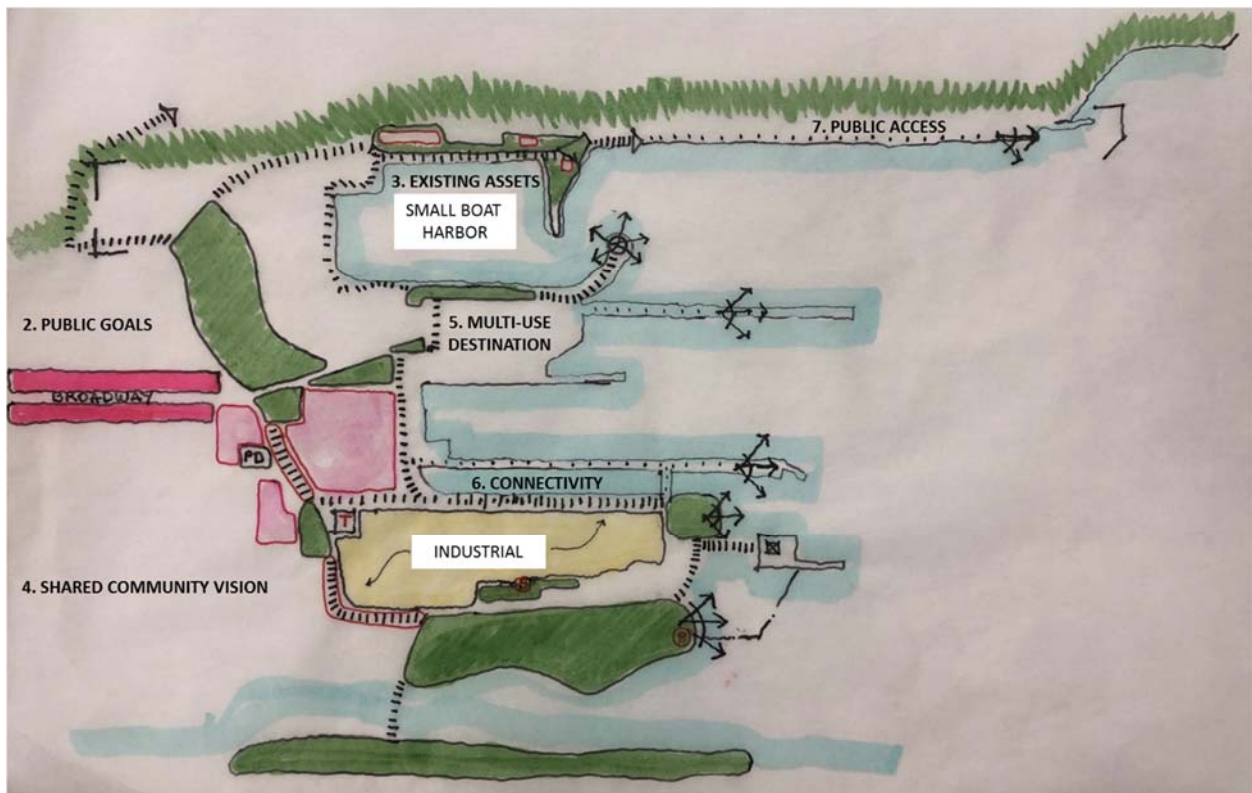 7. PUBLIC ACCESS
3. EXISTING ASSETS
SMALL BOAT
HARBOR
2. PUBLIC GOALS
5. MULTI-USE
DESTINATION
BROADWAY
PD
6. CONNECTIVITY
T
INDUSTRIAL
4. SHARED COMMUNITY VISION